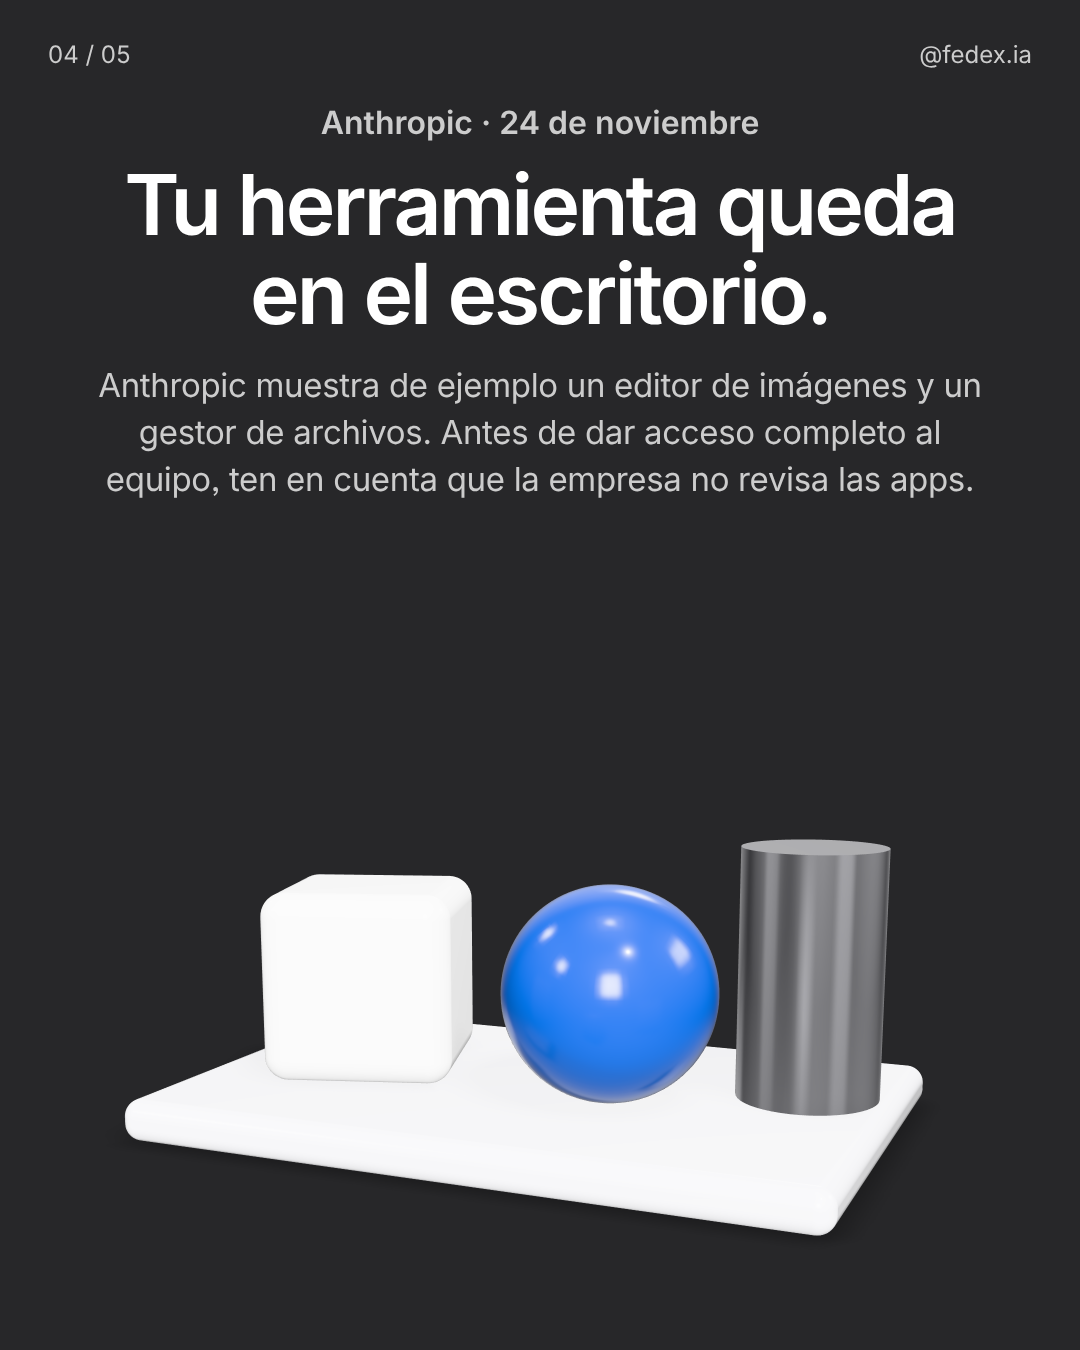 04 / 05
@fedex.ia
Anthropic · 24 de noviembre
Tu herramienta queda
en el escritorio.
Anthropic muestra de ejemplo un editor de imágenes y un
gestor de archivos. Antes de dar acceso completo al
equipo, ten en cuenta que la empresa no revisa las apps.